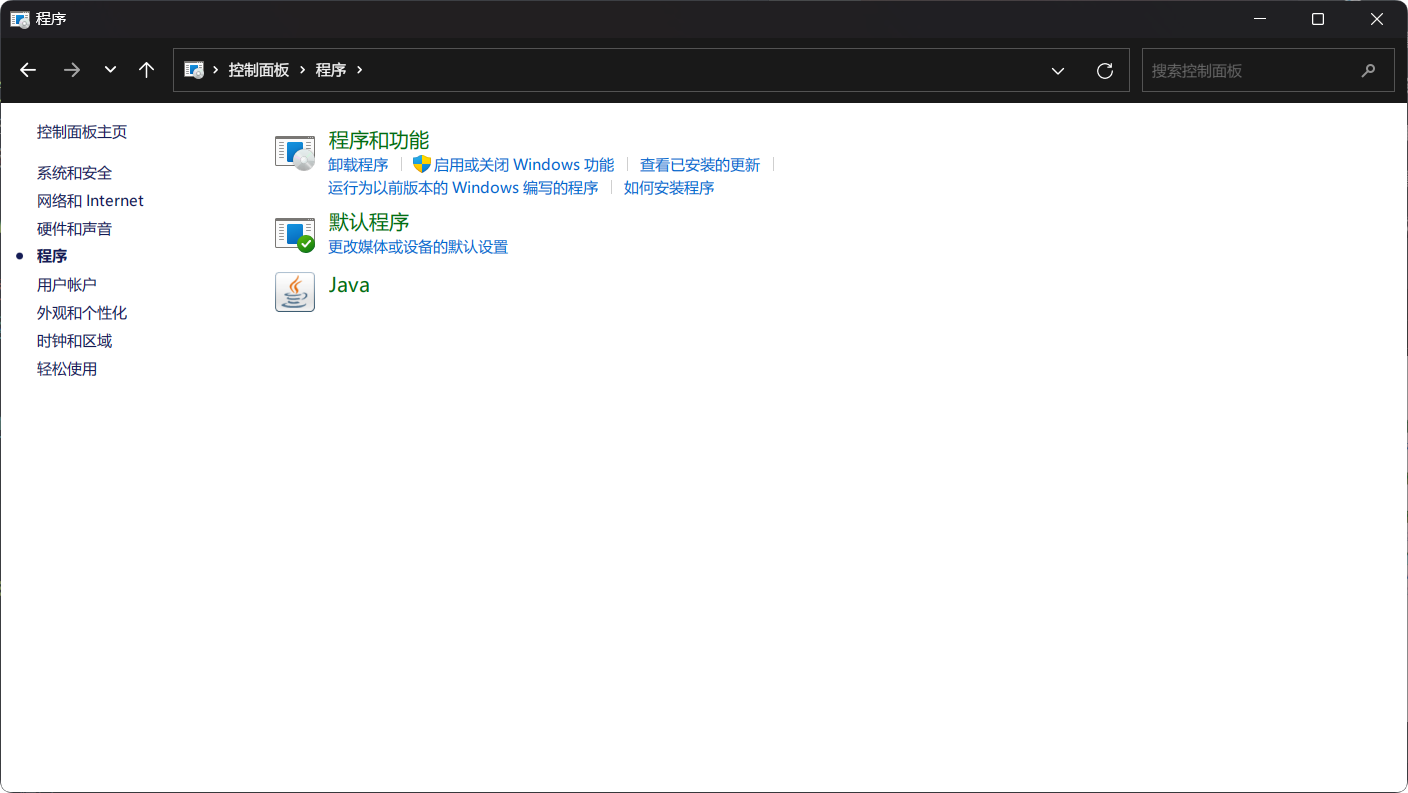 程序
控制面板 程序
搜索控制面板
控制面板主页
系统和安全
网络和 Internet
硬件和声音
程序
用户帐户
外观和个性化
时钟和区域
轻松使用
程序和功能
卸载程序 启用或关闭 Windows 功能 查看已安装的更新
运行为以前版本的 Windows 编写的程序 如何安装程序
默认程序
更改媒体或设备的默认设置
Java